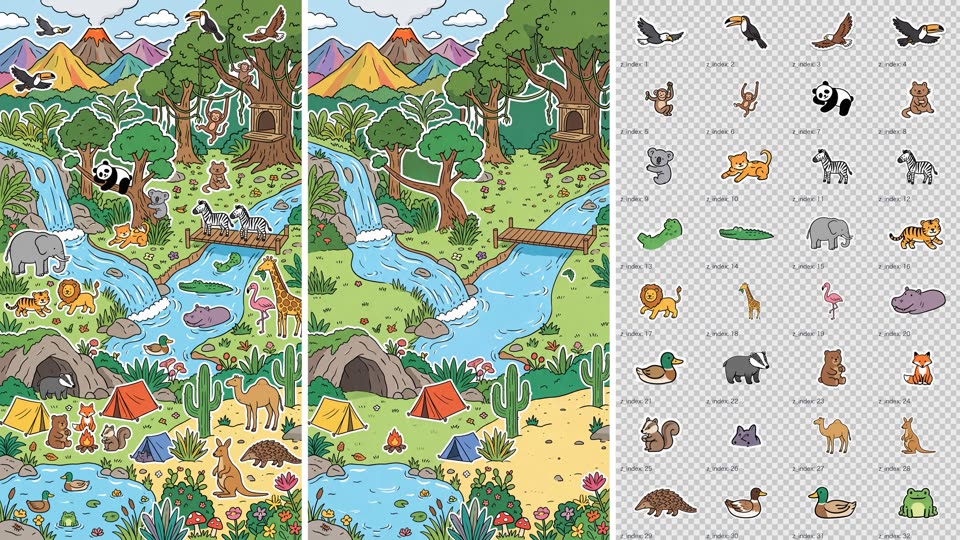 z_index: 1 z_index: 2 z_index: 3 z_index: 4
z_index: 5 z_index: 6 z_index: 7 z_index: 8
z_index: 9 z_index: 10 z_index: 11 z_index: 12
z_index: 13 z_index: 14 z_index: 15 z_index: 16
z_index: 17 z_index: 18 z_index: 19 z_index: 20
z_index: 21 z_index: 22 z_index: 23 z_index: 24
z_index: 25 z_index: 26 z_index: 27 z_index: 28
z_index: 29 z_index: 30 z_index: 31 z_index: 32